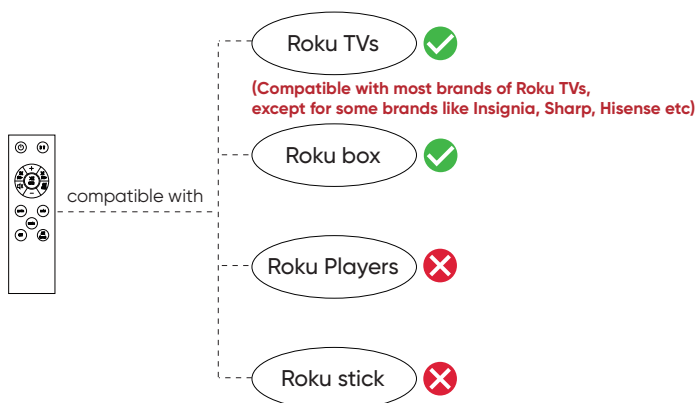 Roku TVs
(Compatible with most brands of Roku TVs,
except for some brands like Insignia, Sharp, Hisense etc)
Roku box
compatible with
Roku Players
Roku stick